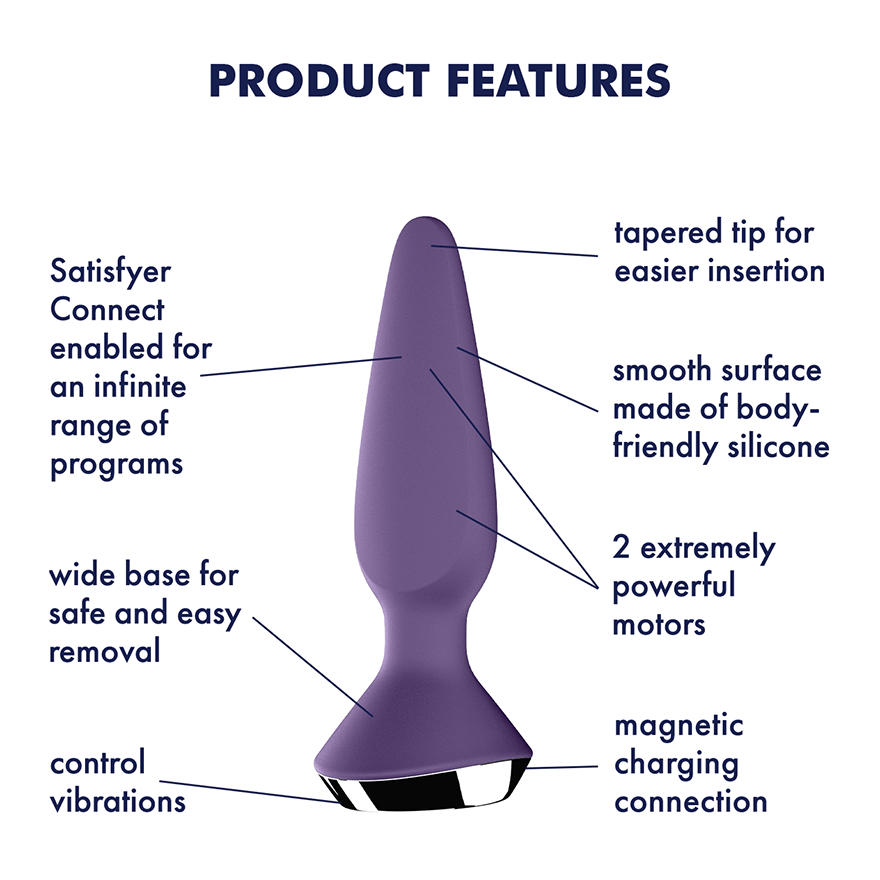 PRODUCT FEATURES
Satisfyer
Connect
enabled for
an infinite
range of
programs
wide base for
safe and easy
removal
control
vibrations
tapered tip for
easier insertion
smooth surface
made of body-
friendly silicone
2 extremely
powerful
motors
magnetic
charging
connection